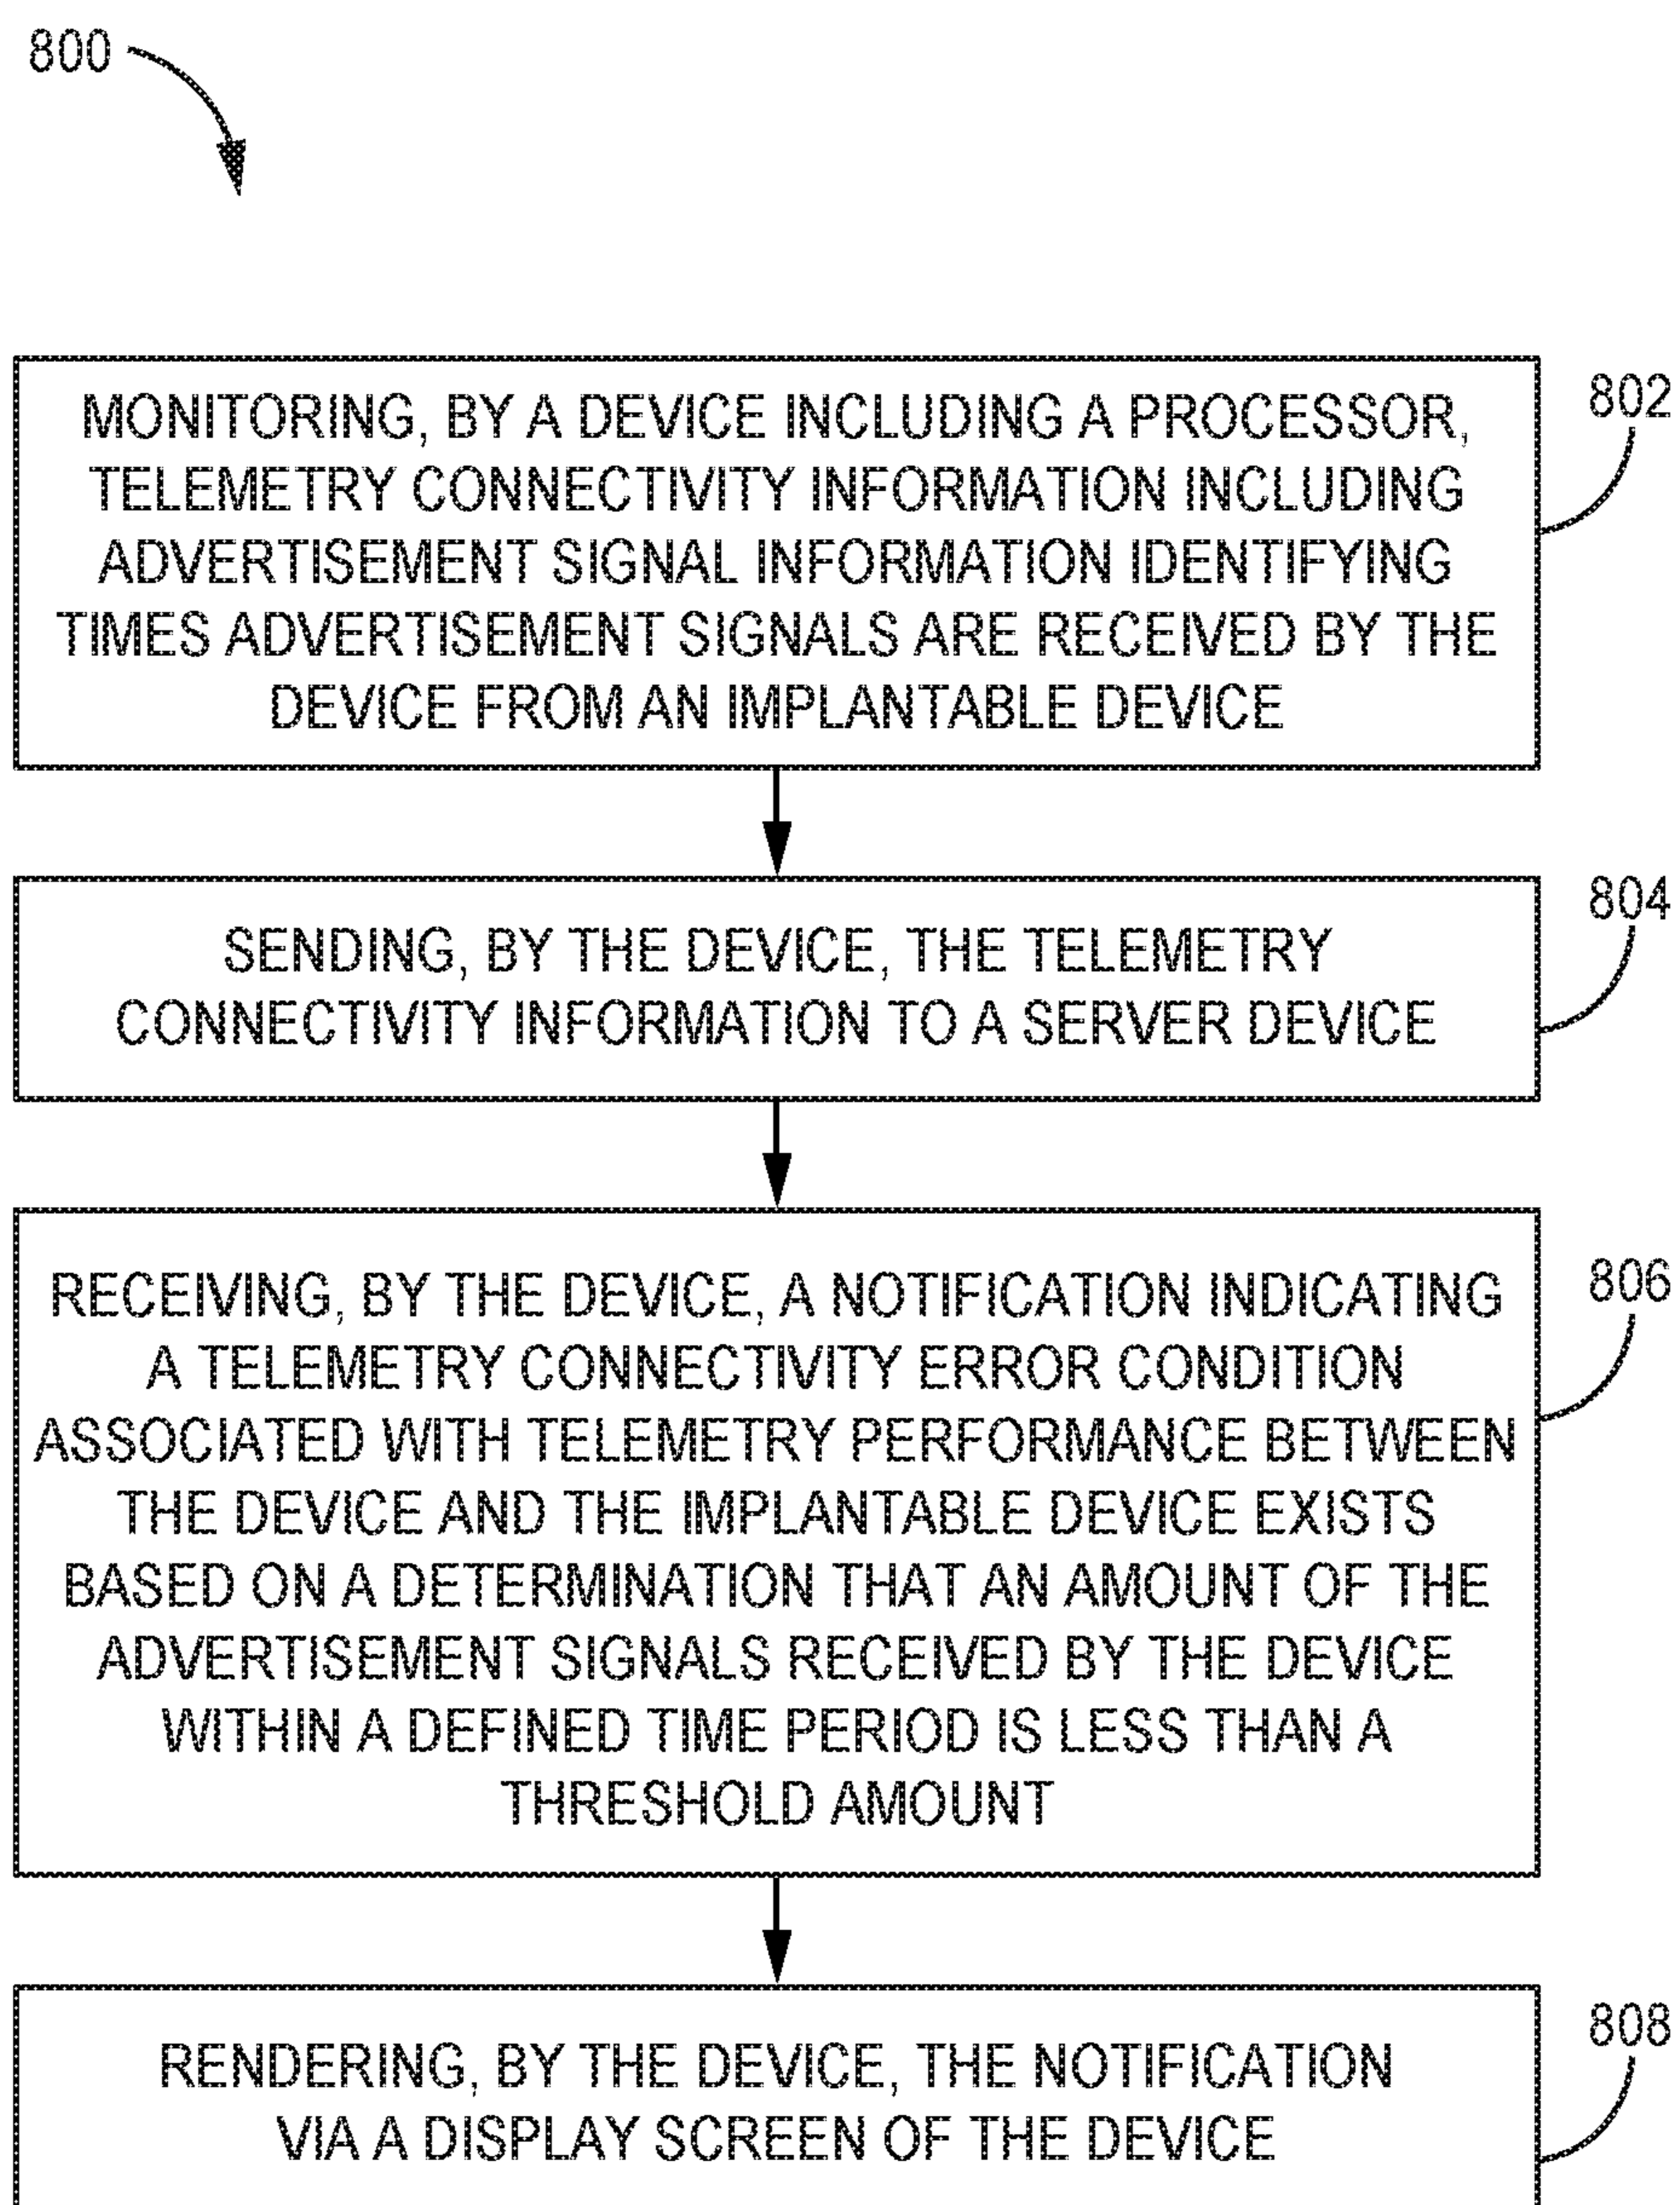 800
MONITORING, BY A DEVICE INCLUDING A PROCESSOR,
TELEMETRY CONNECTIVITY INFORMATION INCLUDING
ADVERTISEMENT SIGNAL INFORMATION IDENTIFYING
TIMES ADVERTISEMENT SIGNALS ARE RECEIVED BY THE
DEVICE FROM AN IMPLANTABLE DEVICE
802
SENDING, BY THE DEVICE, THE TELEMETRY
CONNECTIVITY INFORMATION TO A SERVER DEVICE
804
RECEIVING, BY THE DEVICE, A NOTIFICATION INDICATING
A TELEMETRY CONNECTIVITY ERROR CONDITION
ASSOCIATED WITH TELEMETRY PERFORMANCE BETWEEN
THE DEVICE AND THE IMPLANTABLE DEVICE EXISTS
BASED ON A DETERMINATION THAT AN AMOUNT OF THE
ADVERTISEMENT SIGNALS RECEIVED BY THE DEVICE
WITHIN A DEFINED TIME PERIOD IS LESS THAN A
THRESHOLD AMOUNT
806
RENDERING, BY THE DEVICE, THE NOTIFICATION
VIA A DISPLAY SCREEN OF THE DEVICE
808